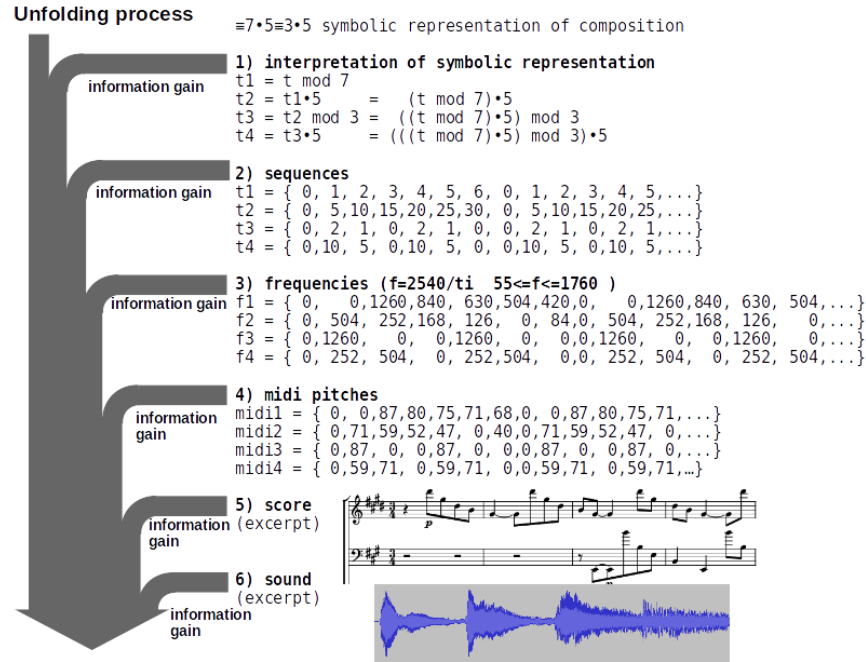 Unfolding process
≡7•5≡3•5 symbolic representation of composition
1) interpretation of symbolic representation
information gain
t1 = t mod 7
t2 = t1•5 = (t mod 7)•5
t3 = t2 mod 3 = ((t mod 7)•5) mod 3
t4 = t3•5 = (((t mod 7)•5) mod 3)•5
2) sequences
information gain
t1 = { 0, 1, 2, 3, 4, 5, 6, 0, 1, 2, 3, 4, 5,...}
t2 = { 0, 5,10,15,20,25,30, 0, 5,10,15,20,25,...}
t3 = { 0, 2, 1, 0, 2, 1, 0, 0, 2, 1, 0, 2, 1,...}
t4 = { 0,10, 5, 0,10, 5, 0, 0,10, 5, 0,10, 5,...}
3) frequencies (f=2540/ti 55<=f<=1760 )
information gain
f1 = { 0, 0,1260,840, 630,504,420,0, 0,1260,840, 630, 504,...}
f2 = { 0, 504, 252,168, 126, 0, 84,0, 504, 252,168, 126, 0,...}
f3 = { 0,1260, 0, 0,1260, 0, 0,0,1260, 0, 0,1260, 0,...}
f4 = { 0, 252, 504, 0, 252,504, 0,0, 252, 504, 0, 252, 504,...}
4) midi pitches
information
gain
midi1 = { 0, 0,87,80,75,71,68,0, 0,87,80,75,71,...}
midi2 = { 0,71,59,52,47, 0,40,0,71,59,52,47, 0,...}
midi3 = { 0,87, 0, 0,87, 0, 0,0,87, 0, 0,87, 0,...}
midi4 = { 0,59,71, 0,59,71, 0,0,59,71, 0,59,71,…}
5) score
(excerpt)
information
gain
p
6) sound
(excerpt)
information
gain